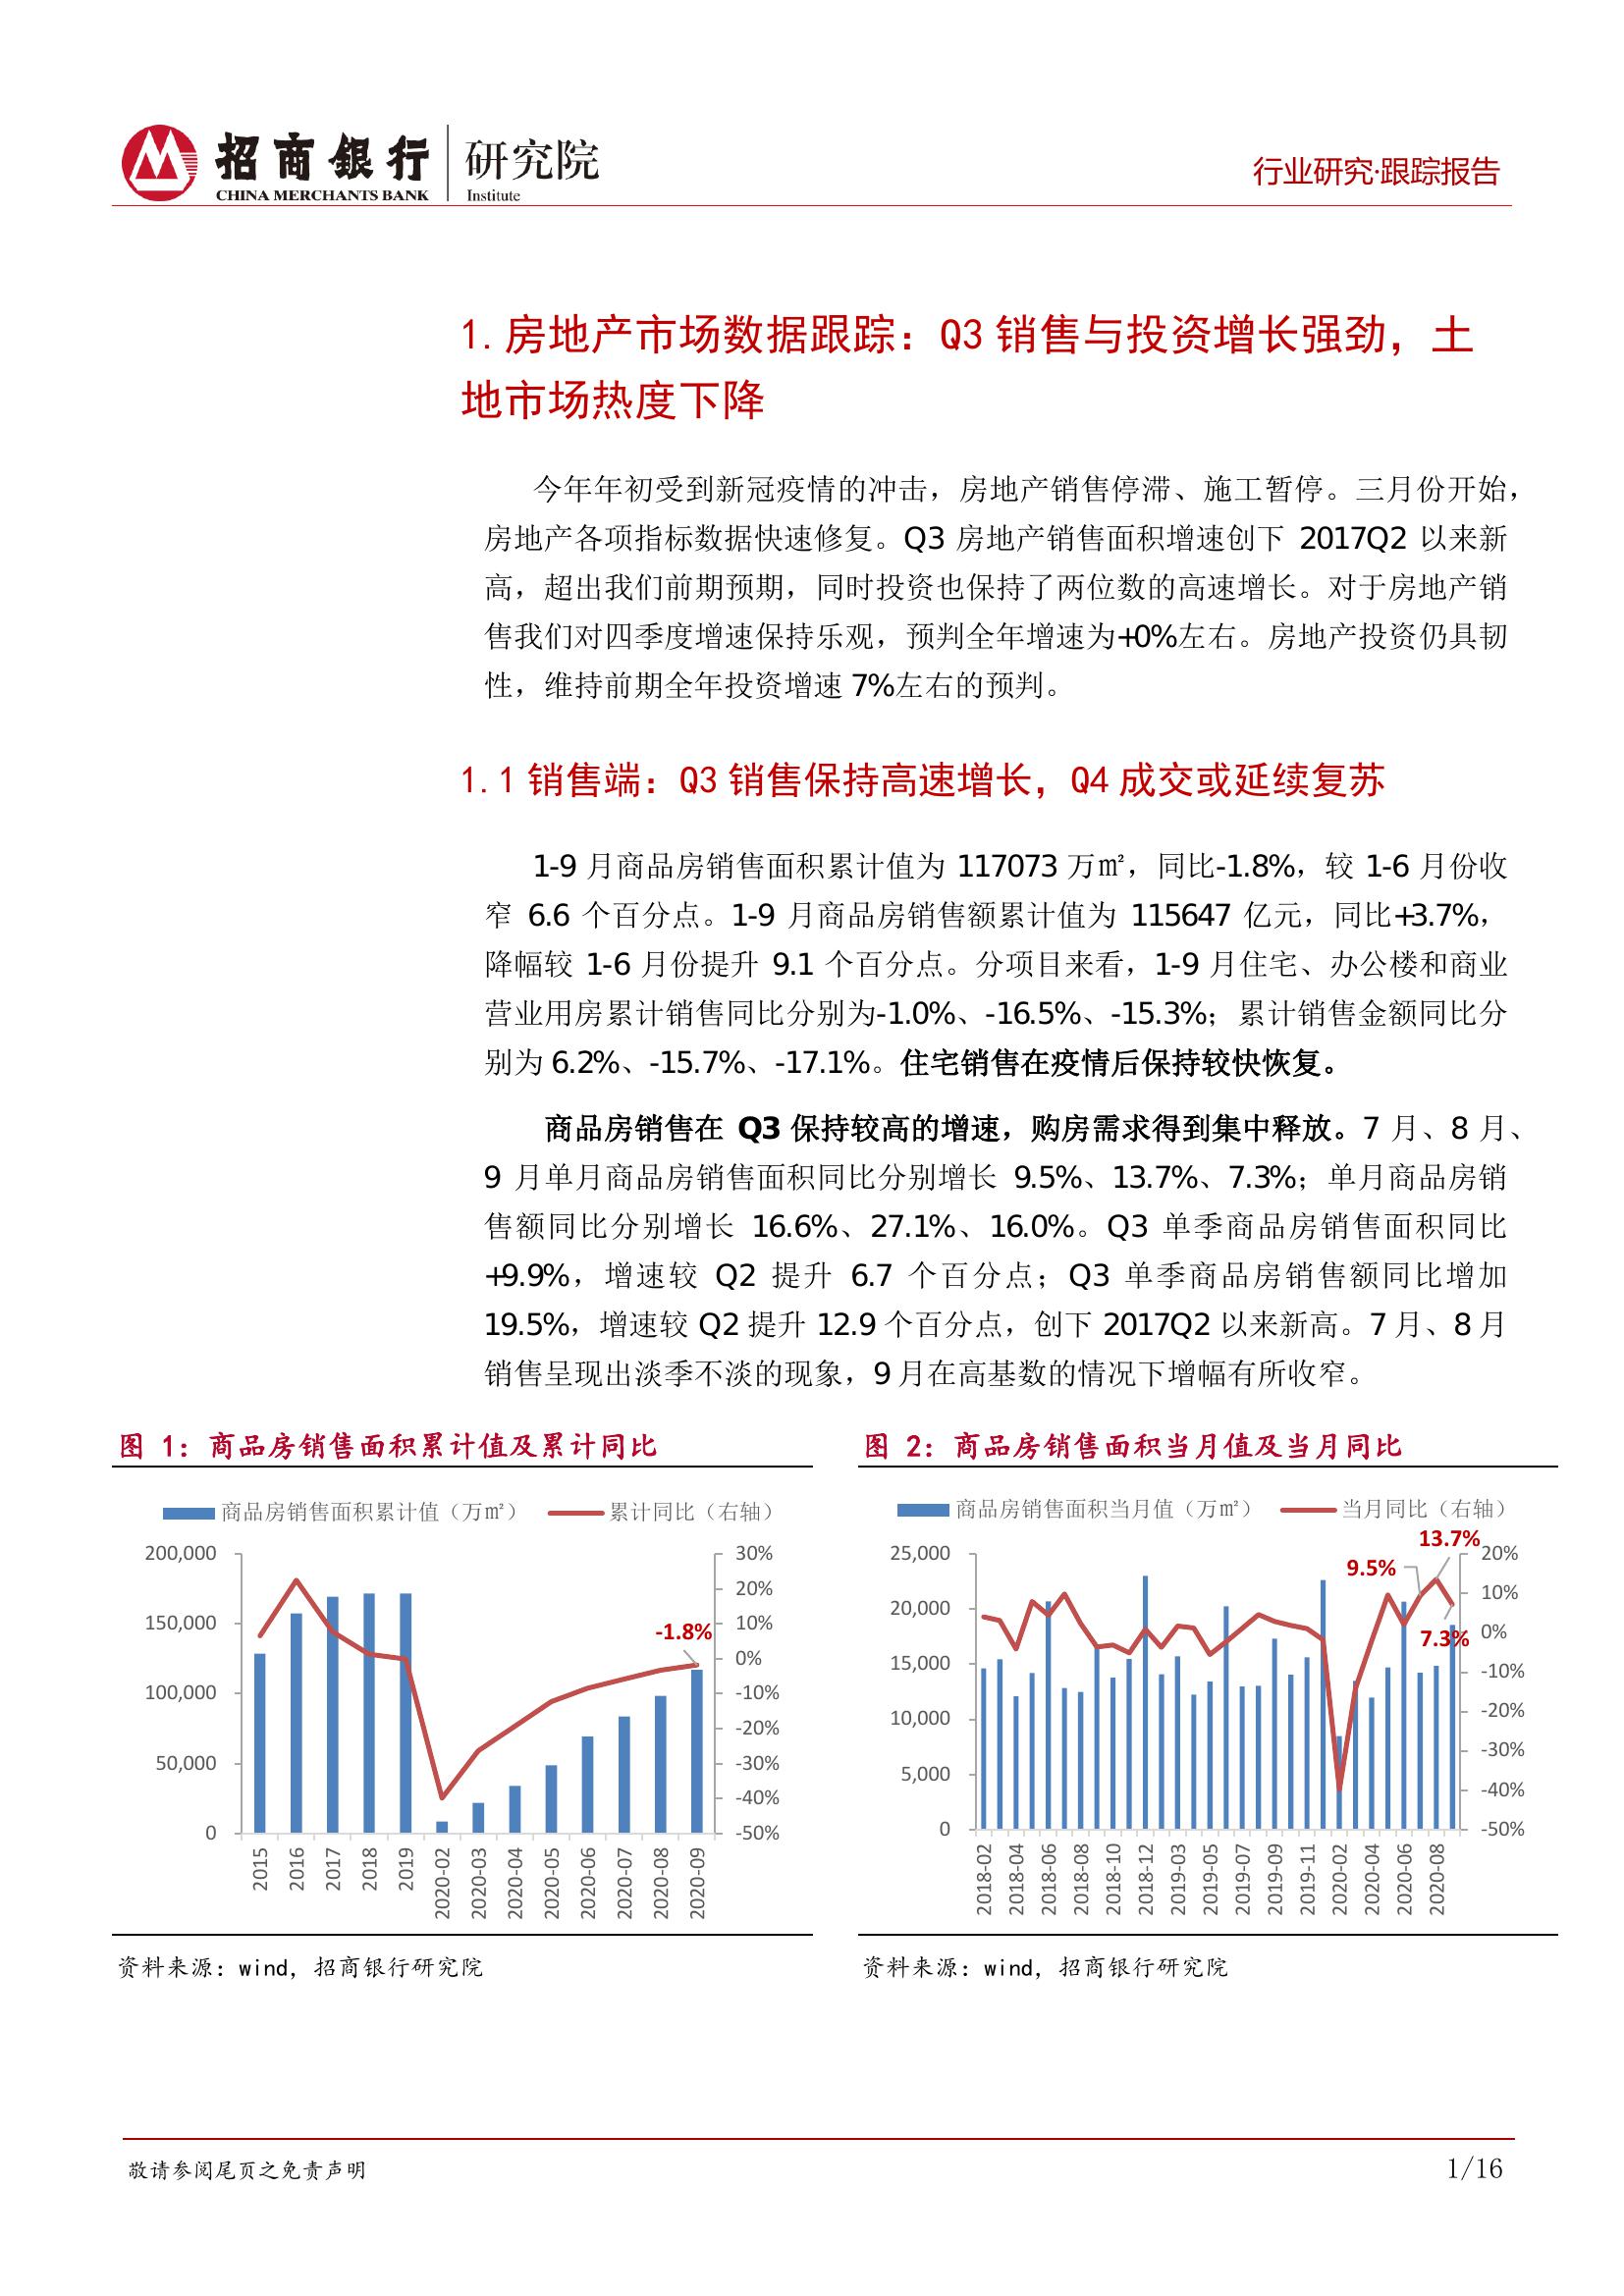 招商银行
CHINA MERCHANTS BANK
研究院
Institute
行业研究·跟踪报告
1.房地产市场数据跟踪：Q3 销售与投资增长强劲，土
地市场热度下降
今年年初受到新冠疫情的冲击，房地产销售停滞、施工暂停。三月份开始，
房地产各项指标数据快速修复。Q3 房地产销售面积增速创下 2017Q2 以来新
高，超出我们前期预期，同时投资也保持了两位数的高速增长。对于房地产销
售我们对四季度增速保持乐观，预判全年增速为+0%左右。房地产投资仍具韧
性，维持前期全年投资增速 7%左右的预判。
1.1 销售端：Q3 销售保持高速增长，Q4 成交或延续复苏
1-9 月商品房销售面积累计值为 117073 万㎡，同比-1.8%，较 1-6 月份收
窄 6.6 个百分点。1-9 月商品房销售额累计值为 115647 亿元，同比+3.7%，
降幅较 1-6 月份提升 9.1 个百分点。分项目来看，1-9 月住宅、办公楼和商业
营业用房累计销售同比分别为-1.0%、-16.5%、-15.3%；累计销售金额同比分
别为 6.2%、-15.7%、-17.1%。住宅销售在疫情后保持较快恢复。
商品房销售在 Q3 保持较高的增速，购房需求得到集中释放。7 月、8 月、
9 月单月商品房销售面积同比分别增长 9.5%、13.7%、7.3%；单月商品房销
售额同比分别增长 16.6%、27.1%、16.0%。Q3 单季商品房销售面积同比
+9.9%，增速较 Q2 提升 6.7 个百分点；Q3 单季商品房销售额同比增加
19.5%，增速较 Q2 提升 12.9 个百分点，创下 2017Q2 以来新高。7 月、8 月
销售呈现出淡季不淡的现象，9 月在高基数的情况下增幅有所收窄。
图 1：商品房销售面积累计值及累计同比
商品房销售面积累计值（万㎡） 累计同比（右轴）
200,000
150,000
100,000
50,000
0
30%
20%
10%
0%
-10%
-20%
-30%
-40%
-50%
-1.8%
2015
2016
2017
2018
2019
2020-02
2020-03
2020-04
2020-05
2020-06
2020-07
2020-08
2020-09
资料来源：wind，招商银行研究院
图 2：商品房销售面积当月值及当月同比
商品房销售面积当月值（万㎡） 当月同比（右轴）
25,000
20,000
15,000
10,000
5,000
0
20%
10%
0%
-10%
-20%
-30%
-40%
-50%
13.7%
9.5%
7.3%
2018-02
2018-04
2018-06
2018-08
2018-10
2018-12
2019-03
2019-05
2019-07
2019-09
2019-11
2020-02
2020-04
2020-06
2020-08
资料来源：wind，招商银行研究院
敬请参阅尾页之免责声明
1/16